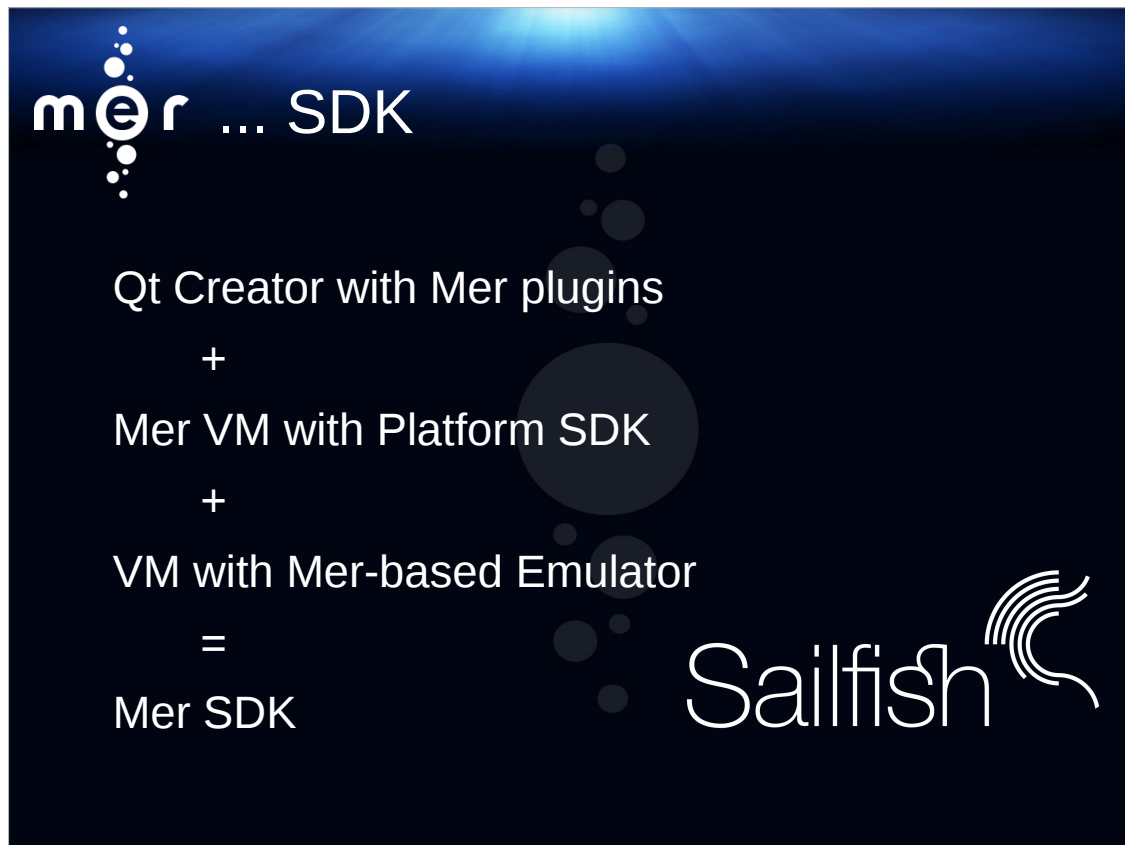 mer ... SDK
Qt Creator with Mer plugins
+
Mer VM with Platform SDK
+
VM with Mer-based Emulator
=
Mer SDK
Sailfish